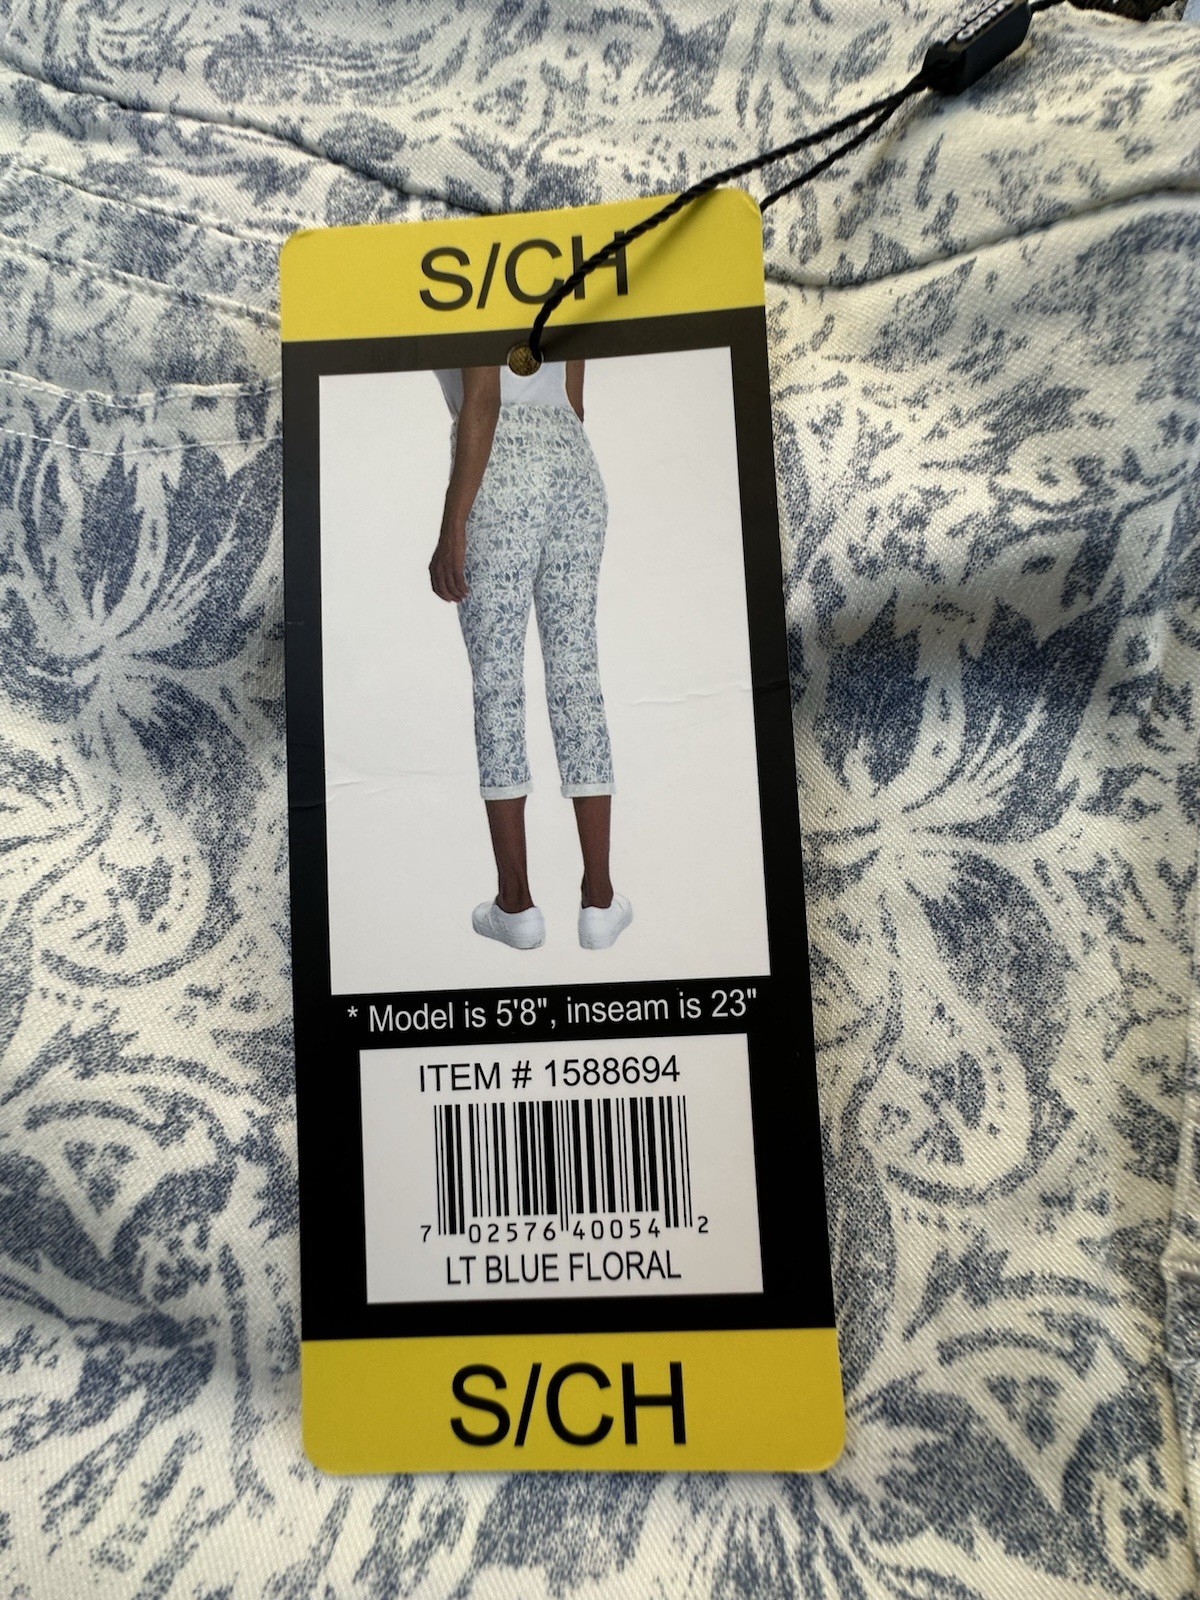 S/CH
* Model is 5'8", inseam is 23"
ITEM # 1588694
7 02576 40054 2
LT BLUE FLORAL
S/CH